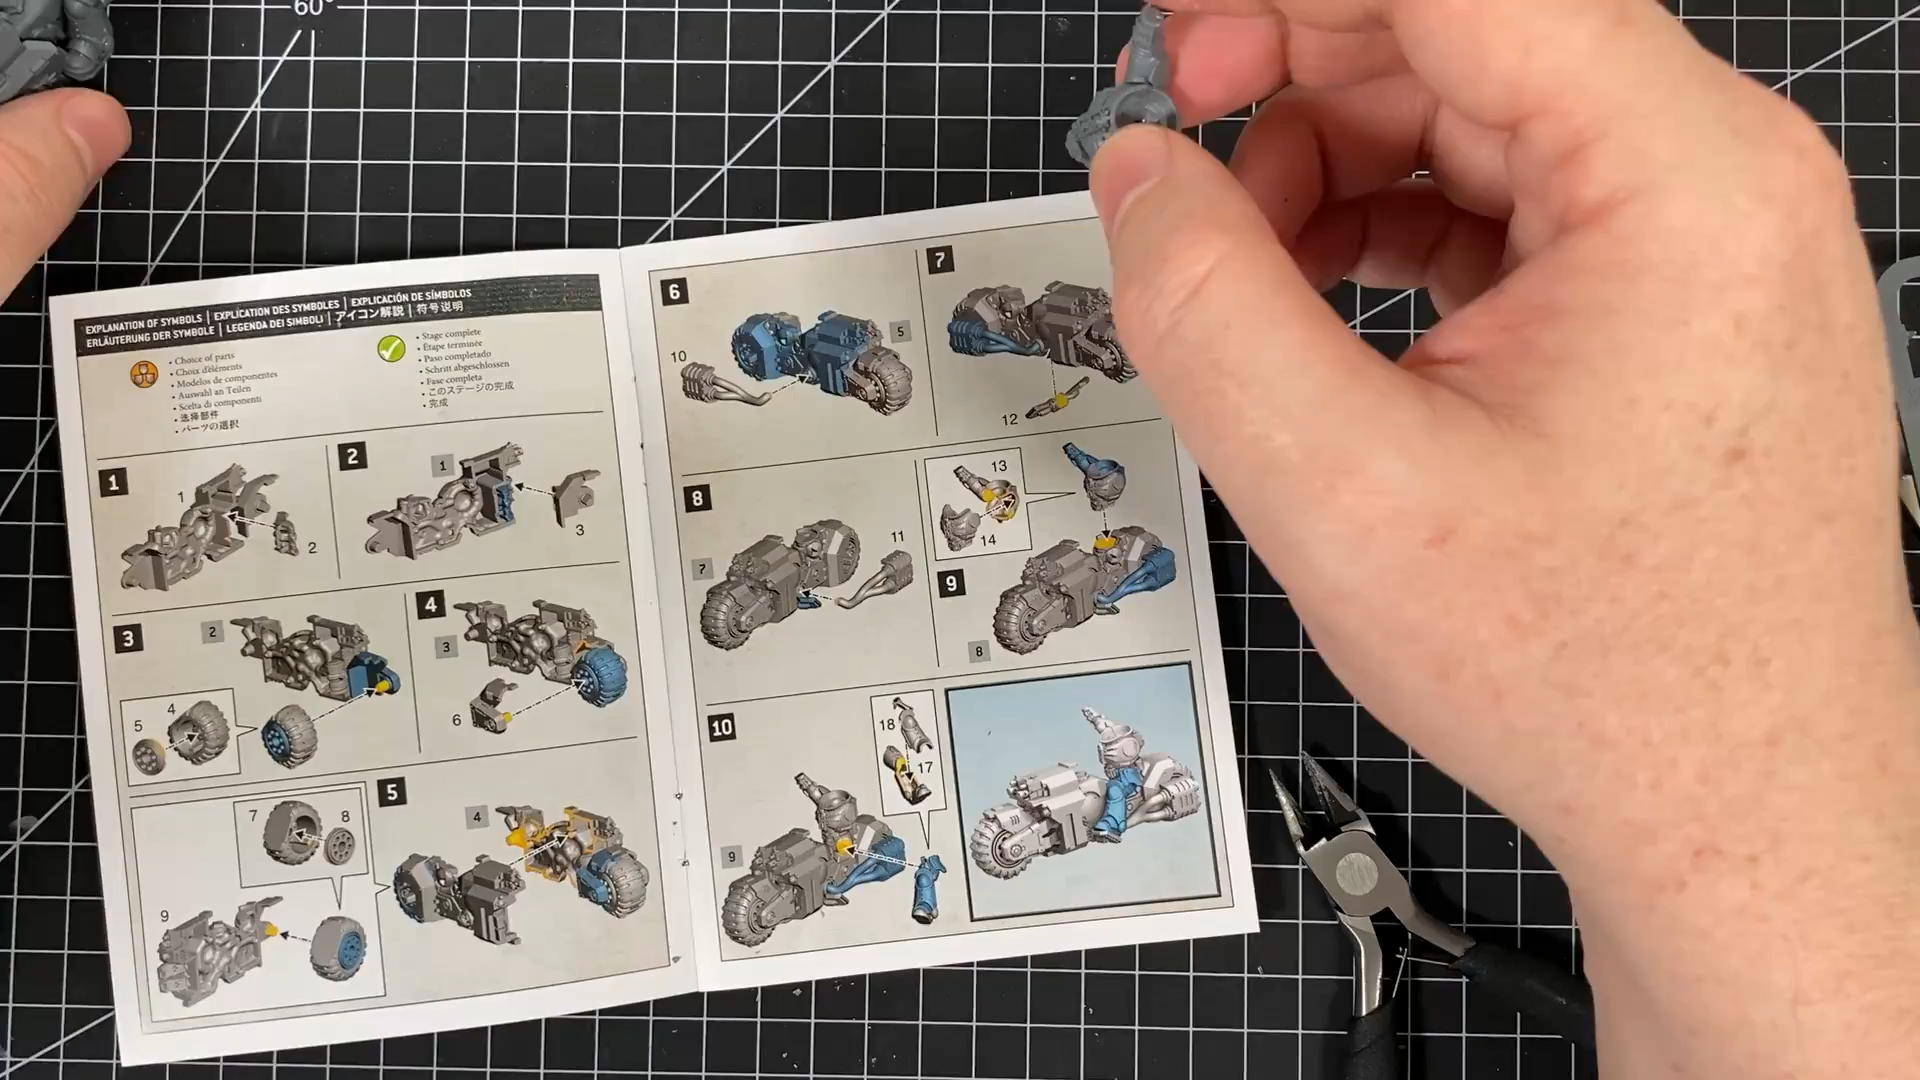 60°
EXPLANATION OF SYMBOLS | EXPLICATION DES SYMBOLES | EXPLICACIÓN DE SÍMBOLOS
ERLÄUTERUNG DER SYMBOLE | LEGENDA DEI SIMBOLI | アイコン解説 | 符号说明
• Choice of parts
• Choix d'éléments
• Modelos de componentes
• Auswahl an Teilen
• Scelta di componenti
• 选择部件
• パーツの選択
• Stage complete
• Étape terminée
• Paso completado
• Schritt abgeschlossen
• Fase completa
• このステージの完成
• 完成
1
1
2
2
1
3
3
2
5
4
4
3
6
7
8
9
5
4
6
10
5
7
12
8
7
11
13
14
9
8
10
18
17
9